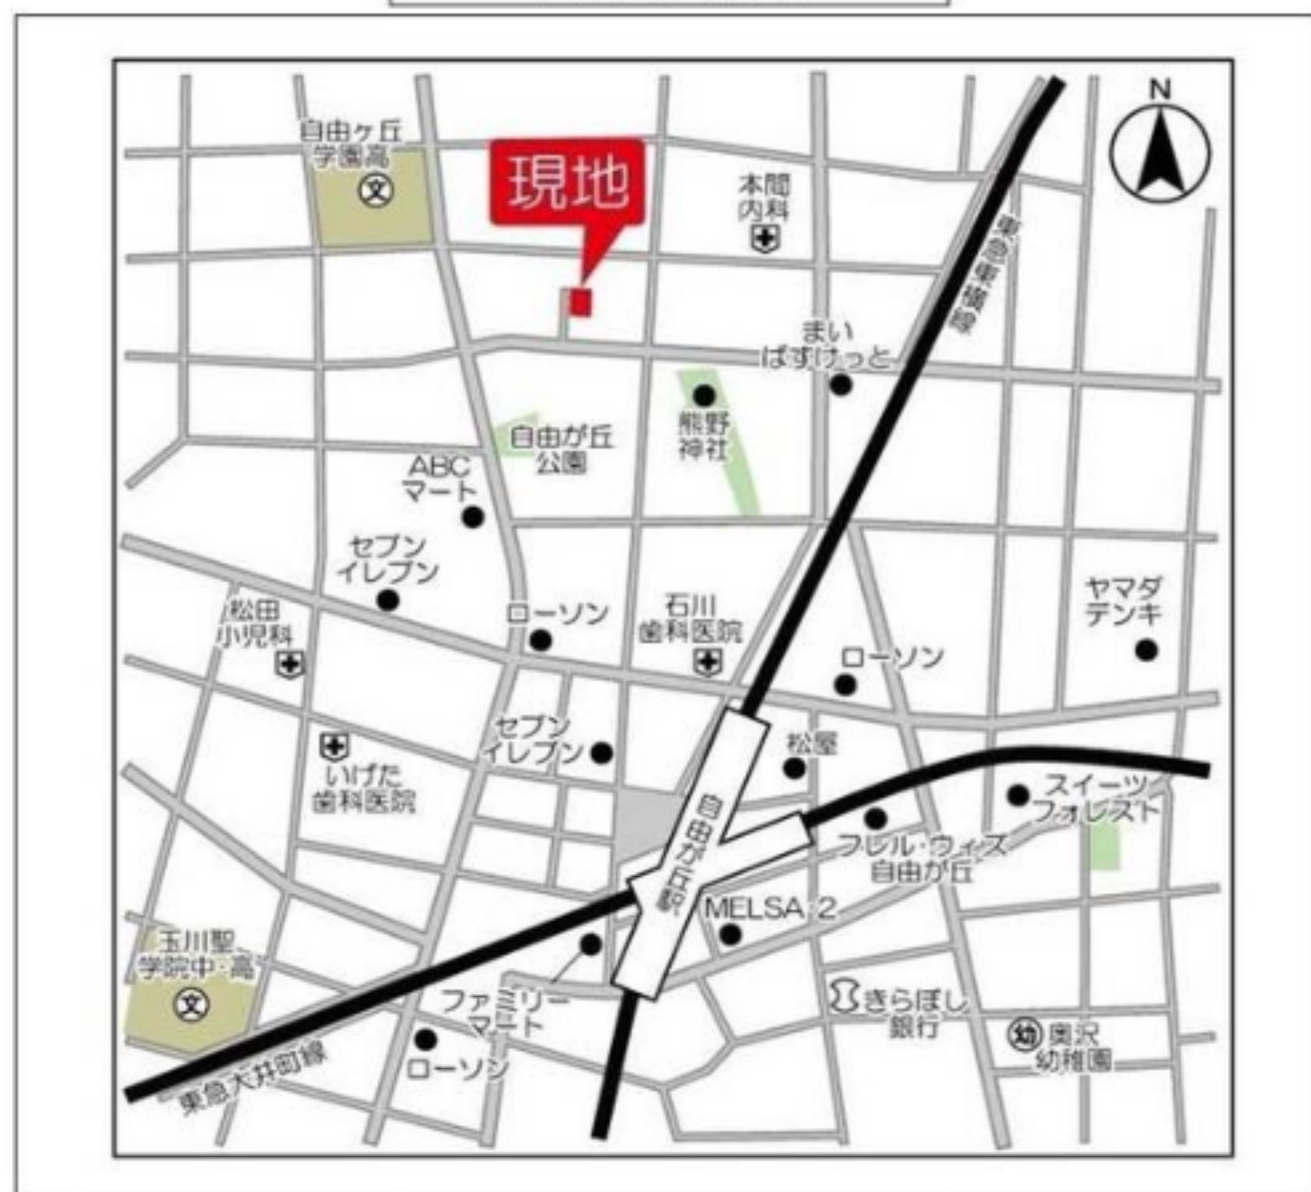 N
自由ヶ丘
学園高
文
現地
本間
内科
東急東横線
まい
ばすけっと
熊野
神社
自由が丘
公園
ABC
マート
セブン
イレブン
ローソン
石川
歯科医院
ヤマダ
デンキ
松田
小児科
ローソン
セブン
イレブン
松屋
いげた
歯科医院
スイーツ
フォレスト
自由が丘駅
フレル・ウィズ
自由が丘
MELSA 2
玉川聖
学院中・高
文
ファミリー
マート
きらぼし
銀行
幼
奥沢
幼稚園
ローソン
東急大井町線